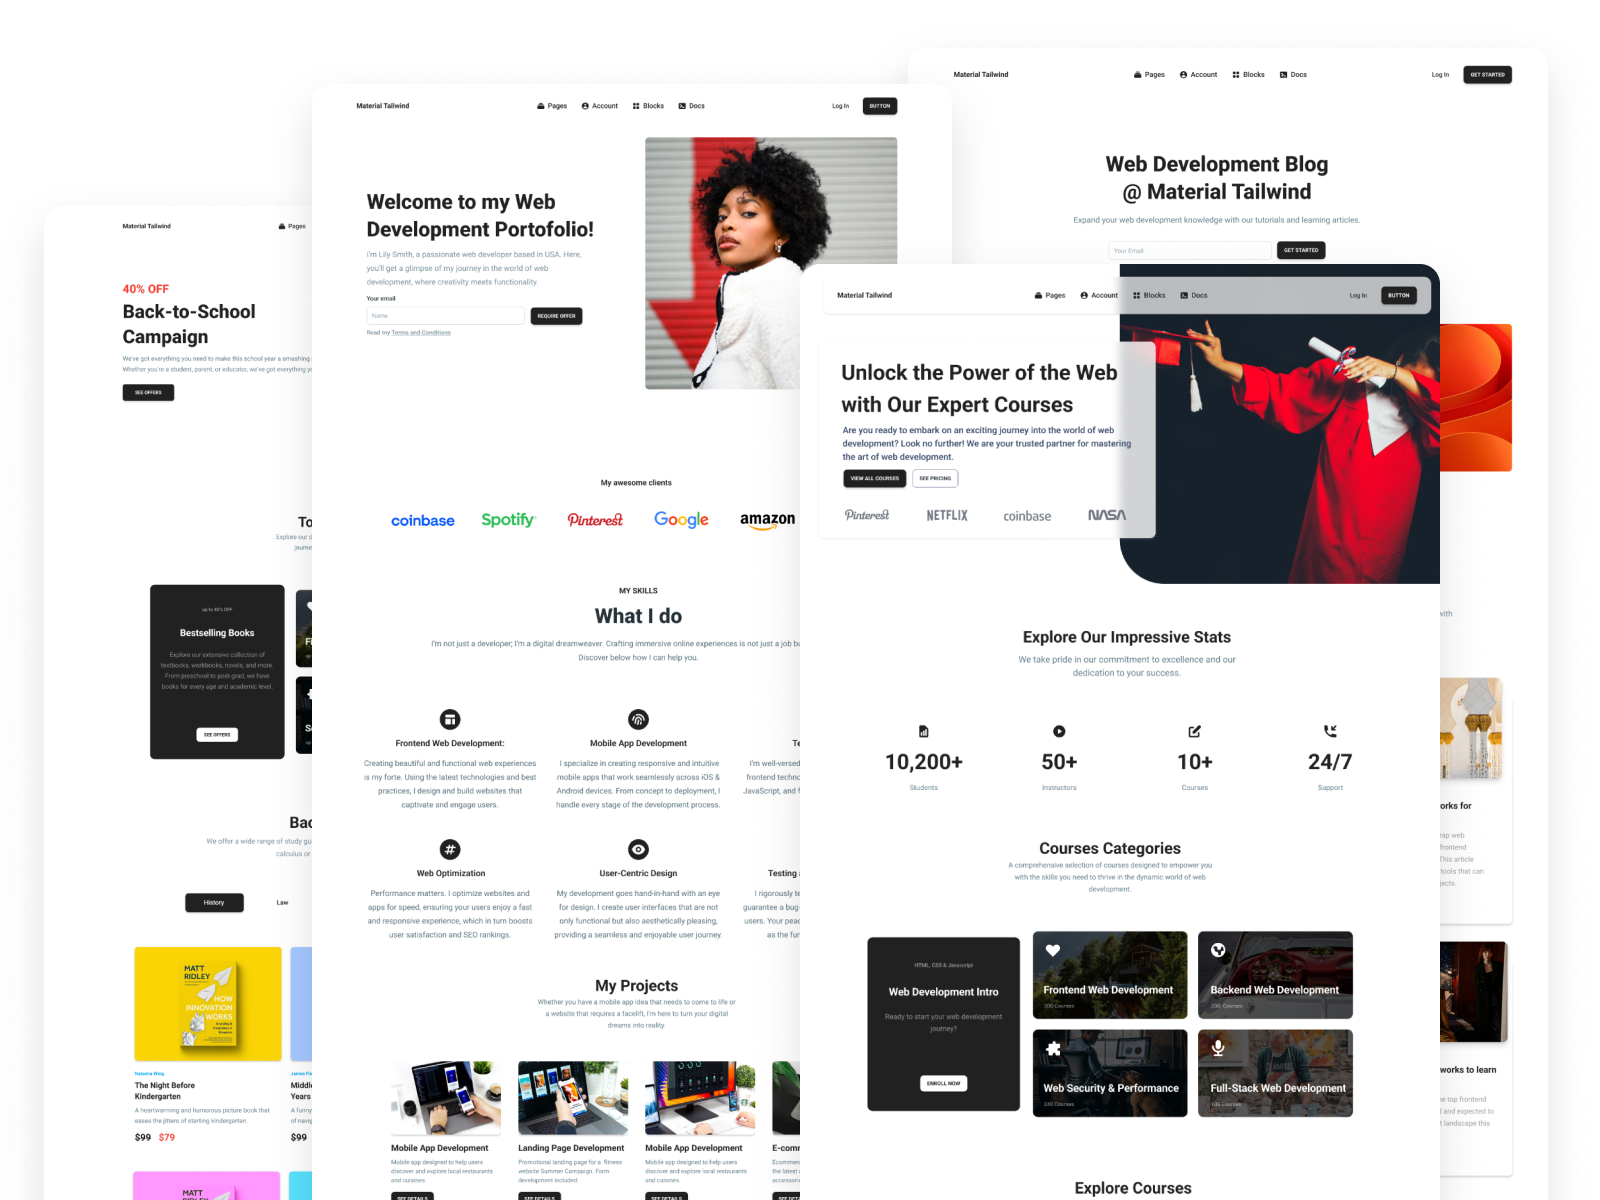 Material Tailwind
Pages
40% OFF
Back-to-School
Campaign
We've got everything you need to make this school year a smashing
Whether you're a student, parent, or educator, we've got everything
SEE OFFERS
Explore our
up to 40% OFF
Bestselling Books
Explore our extensive collection of
textbooks, workbooks, novels, and more.
From preschool to post-grad, we have
books for every age and academic level.
SEE OFFERS
We offer a wide range of study
calculus or
History
Law
MATT
RIDLEY
HOW
INNOVATION
WORKS
Natasha Wing
The Night Before
Kindergarten
A heartwarming and humorous picture book that
eases the jitters of starting kindergarten.
$99 $79
Years
A funny
$99
MATT
Material Tailwind
Pages
Account
Blocks
Docs
Log In
BUTTON
Welcome to my Web
Development Portofolio!
I'm Lily Smith, a passionate web developer based in USA. Here,
you'll get a glimpse of my journey in the world of web
development, where creativity meets functionality.
Your email
Name
REQUIRE OFFER
Read my Terms and Conditions
My awesome clients
coinbase
Spotify
Pinterest
Google
amazon
MY SKILLS
What I do
I'm not just a developer; I'm a digital dreamweaver. Crafting immersive online experiences is not just a job
Discover below how I can help you.
Frontend Web Development:
Creating beautiful and functional web experiences
is my forte. Using the latest technologies and best
practices, I design and build websites that
captivate and engage users.
Mobile App Development
I specialize in creating responsive and intuitive
mobile apps that work seamlessly across iOS &
Android devices. From concept to deployment, I
handle every stage of the development process.
I'm well-versed
frontend
JavaScript, and
Web Optimization
Performance matters. I optimize websites and
apps for speed, ensuring your users enjoy a fast
and responsive experience, which in turn boosts
user satisfaction and SEO rankings.
User-Centric Design
My development goes hand-in-hand with an eye
for design. I create user interfaces that are not
only functional but also aesthetically pleasing,
providing a seamless and enjoyable user journey.
Testing
I rigorously
guarantee a
users. Your
as the
My Projects
Whether you have a mobile app idea that needs to come to life or
a website that requires a facelift, I'm here to turn your digital
dreams into reality.
Mobile App Development
Mobile app designed to help users
discover and explore local restaurants
and cuisines.
SEE DETAILS
Landing Page Development
Promotional landing page for a fitness
website Summer Campaign. Form
development included.
SEE DETAILS
Mobile App Development
Mobile app designed to help users
discover and explore local restaurants
and cuisines.
SEE DETAILS
E-comm
the latest
Material Tailwind
Pages
Account
Blocks
Docs
Log In
GET STARTED
Web Development Blog
@ Material Tailwind
Expand your web development knowledge with our tutorials and learning articles.
Your Email
GET STARTED
with
for
web
frontend
This article
tools that can
works to learn
top frontend
and expected to
landscape this
Material Tailwind
Pages
Account
Blocks
Docs
Log In
BUTTON
Unlock the Power of the Web
with Our Expert Courses
Are you ready to embark on an exciting journey into the world of web
development? Look no further! We are your trusted partner for mastering
the art of web development.
VIEW ALL COURSES
SEE PRICING
Pinterest
NETFLIX
coinbase
NASA
Explore Our Impressive Stats
We take pride in our commitment to excellence and our
dedication to your success.
10,000+
Students
50+
Instructors
10+
Courses
24/7
Support
Courses Categories
A comprehensive selection of courses designed to empower you
with the skills you need to thrive in the dynamic world of web
development.
HTML, CSS & Javascript
Web Development Intro
Ready to start your web development
journey?
ENROLL NOW
Frontend Web Development
200 Courses
Backend Web Development
200 Courses
Web Security & Performance
240 Courses
Full-Stack Web Development
100 Courses
Explore Courses